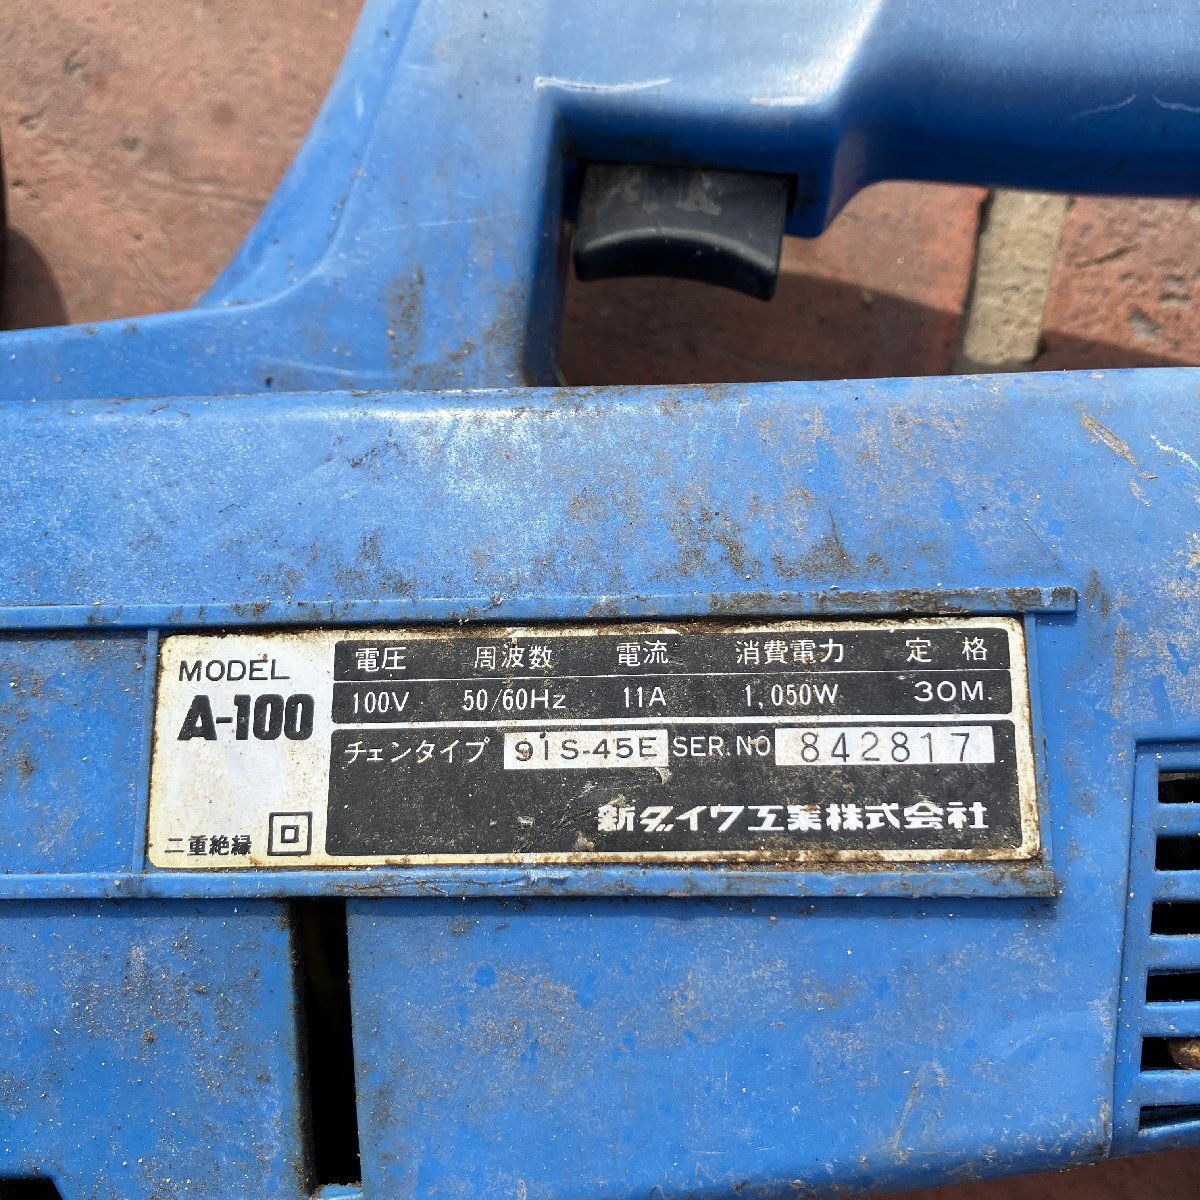 MODEL
A-100
二重絶縁
電圧 周波数 電流 消費電力 定格
100V 50/60Hz 11A 1,050W 30M.
チェンタイプ 91S-45E SER.NO 842817
新ダイワ工業株式会社